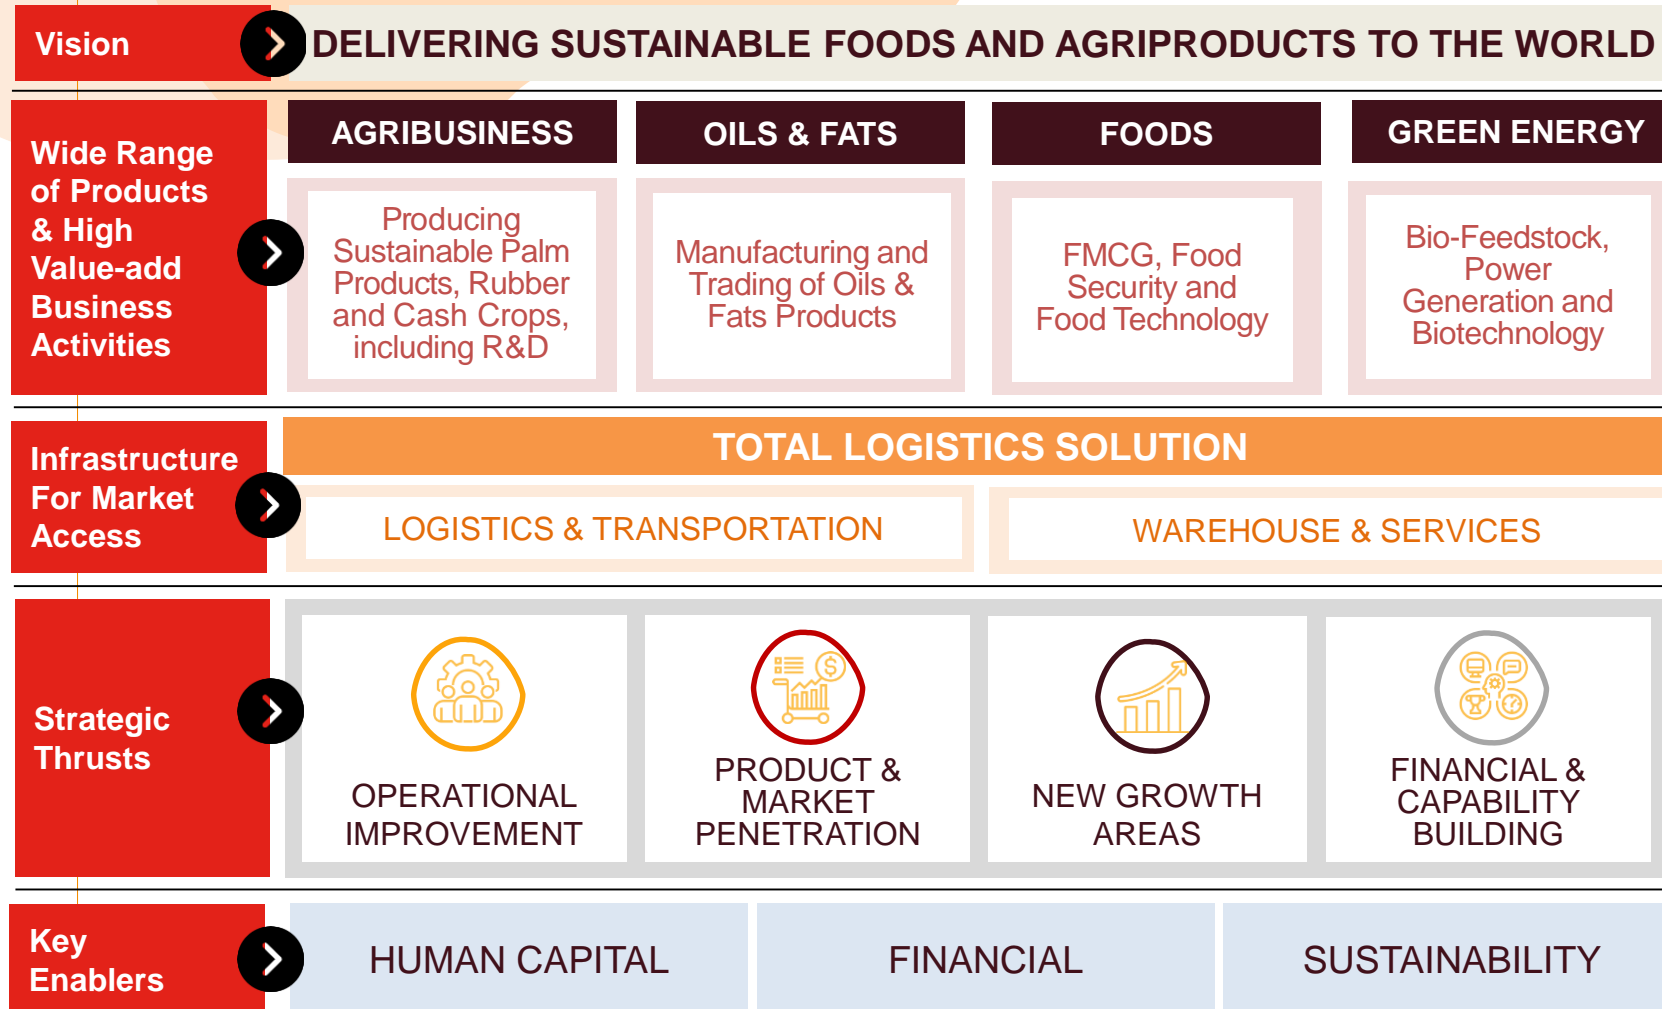 Vision
DELIVERING SUSTAINABLE FOODS AND AGRIPRODUCTS TO THE WORLD
Wide Range
of Products
& High
Value-add
Business
Activities
AGRIBUSINESS
Producing
Sustainable Palm
Products, Rubber
and Cash Crops,
including R&D
OILS & FATS
Manufacturing and
Trading of Oils &
Fats Products
FOODS
FMCG, Food
Security and
Food Technology
GREEN ENERGY
Bio-Feedstock,
Power
Generation and
Biotechnology
Infrastructure
For Market
Access
TOTAL LOGISTICS SOLUTION
LOGISTICS & TRANSPORTATION
WAREHOUSE & SERVICES
Strategic
Thrusts
OPERATIONAL
IMPROVEMENT
$
PRODUCT &
MARKET
PENETRATION
NEW GROWTH
AREAS
FINANCIAL &
CAPABILITY
BUILDING
Key
Enablers
HUMAN CAPITAL
FINANCIAL
SUSTAINABILITY